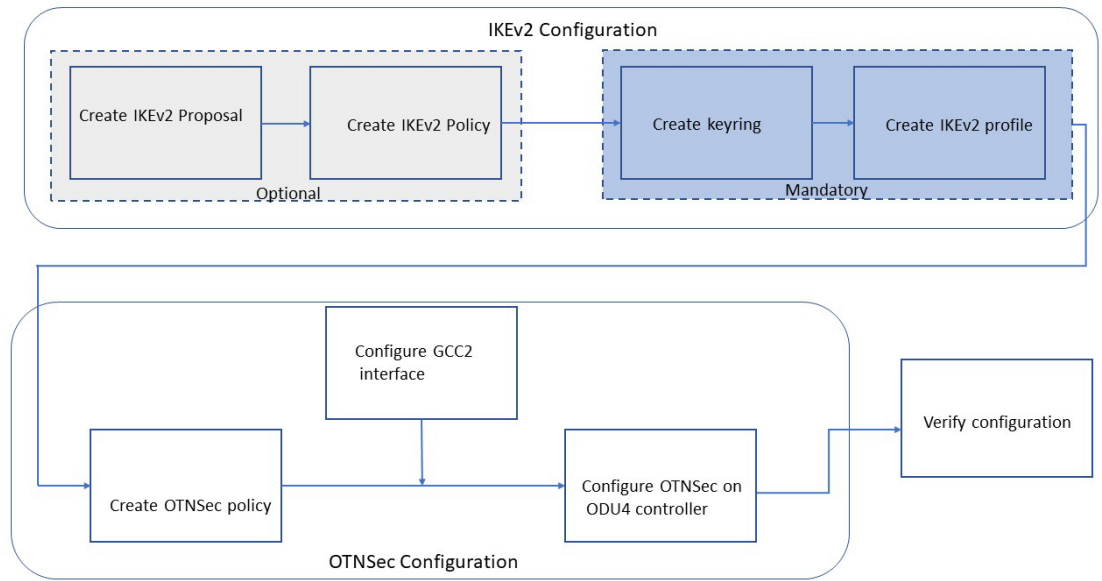 IKEv2 Configuration
Create IKEv2 Proposal
Create IKEv2 Policy
Optional
Create keyring
Create IKEv2 profile
Mandatory
Configure GCC2
interface
Create OTNSec policy
Configure OTNSec on
ODU4 controller
OTNSec Configuration
Verify configuration